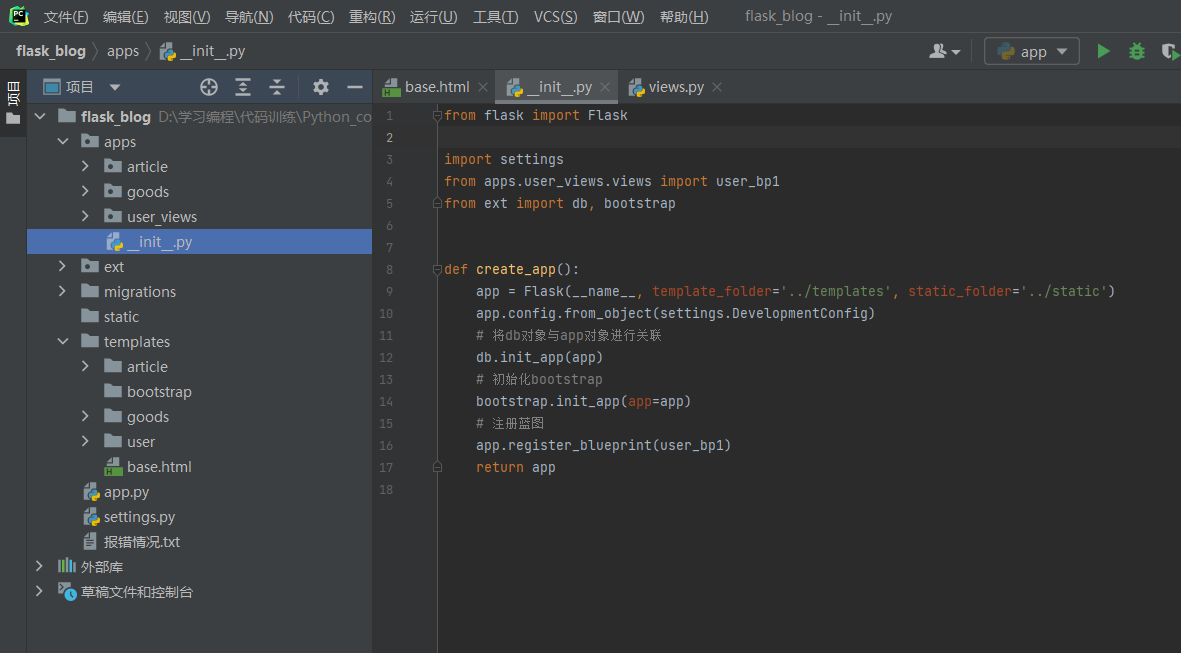 PC 文件(F) 编辑(E) 视图(V) 导航(N) 代码(C) 重构(R) 运行(U) 工具(T) VCS(S) 窗口(W) 帮助(H) flask_blog - __init__.py
flask_blog apps __init__.py app
项目
项目
base.html __init__.py views.py
flask_blog D:\学习编程\代码训练\Python_co
apps
article
goods
user_views
__init__.py
ext
migrations
static
templates
article
bootstrap
goods
user
base.html
app.py
settings.py
报错情况.txt
外部库
草稿文件和控制台
1 from flask import Flask
2
3 import settings
4 from apps.user_views.views import user_bp1
5 from ext import db, bootstrap
6
7
8 def create_app():
9 app = Flask(__name__, template_folder='../templates', static_folder='../static')
10 app.config.from_object(settings.DevelopmentConfig)
11 # 将db对象与app对象进行关联
12 db.init_app(app)
13 # 初始化bootstrap
14 bootstrap.init_app(app=app)
15 # 注册蓝图
16 app.register_blueprint(user_bp1)
17 return app
18